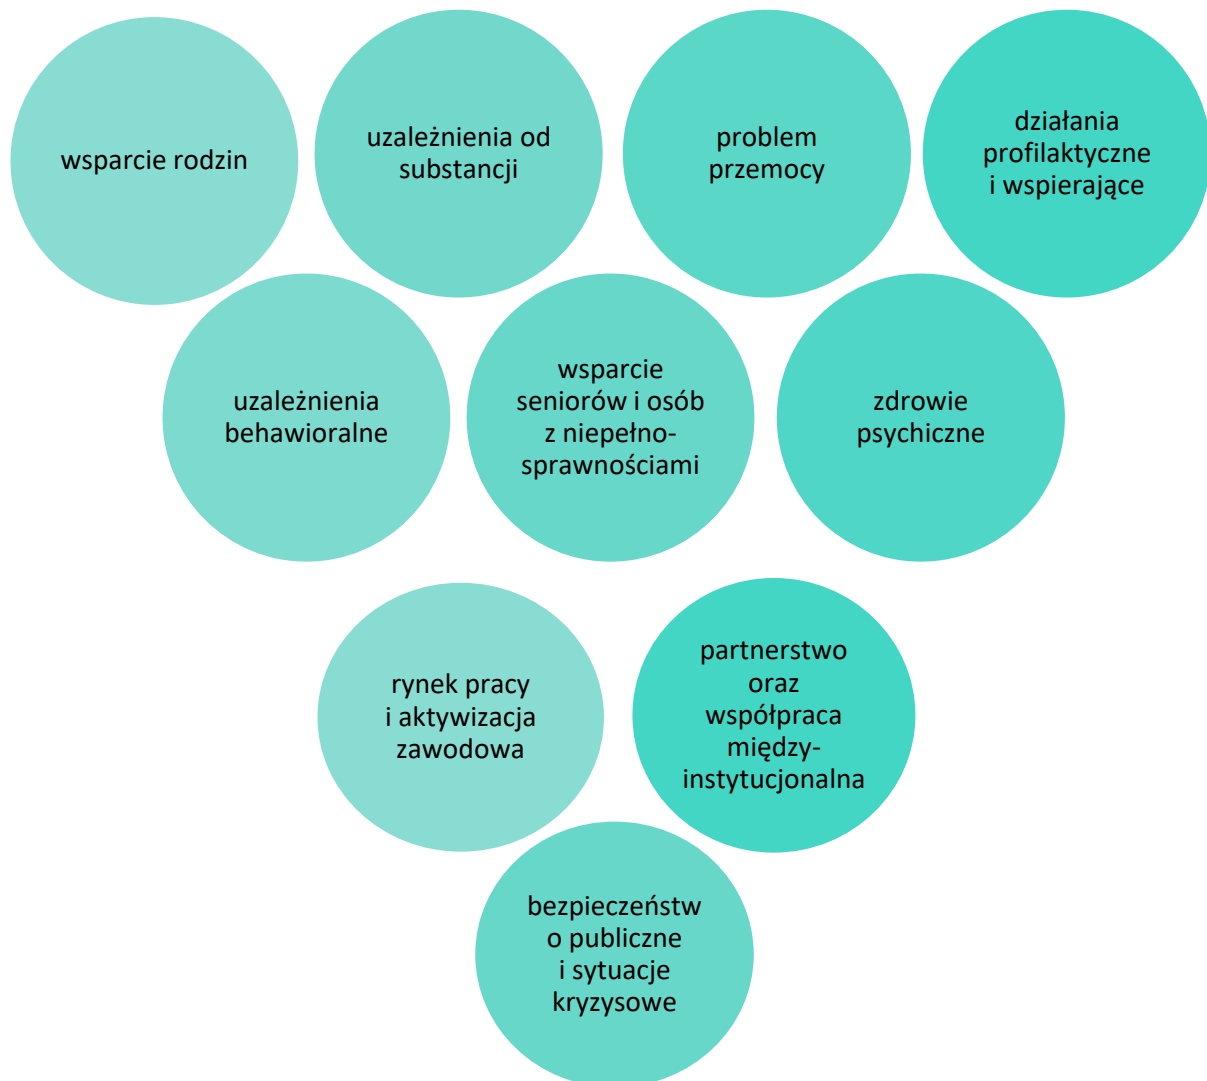 wsparcie rodzin
uzależnienia od
substancji
problem
przemocy
działania
profilaktyczne
i wspierające
uzależnienia
behawioralne
wsparcie
seniorów i osób
z niepełno-
sprawnościami
zdrowie
psychiczne
rynek pracy
i aktywizacja
zawodowa
partnerstwo
oraz
współpraca
między-
instytucjonalna
bezpieczeństw
o publiczne
i sytuacje
kryzysowe